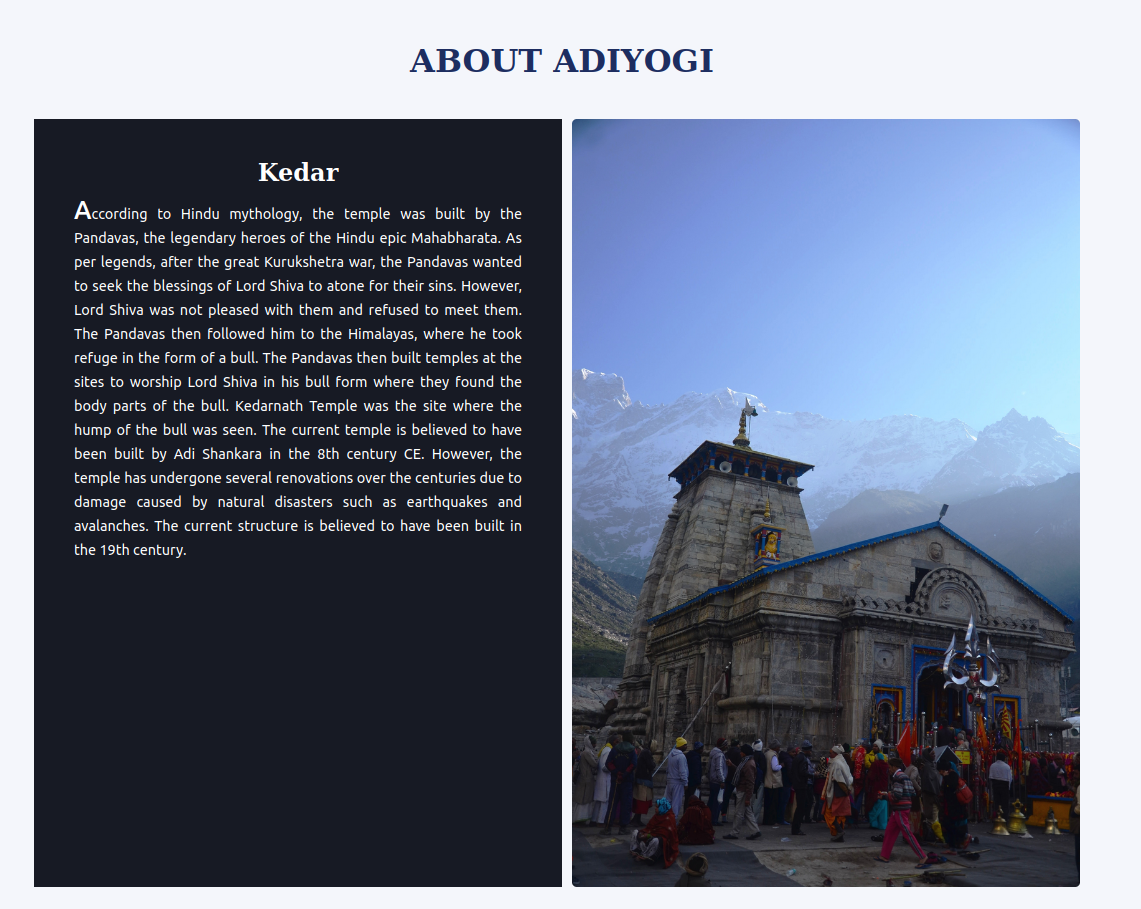 ABOUT ADIYOGI
Kedar
According to Hindu mythology, the temple was built by the
Pandavas, the legendary heroes of the Hindu epic Mahabharata. As
per legends, after the great Kurukshetra war, the Pandavas wanted
to seek the blessings of Lord Shiva to atone for their sins. However,
Lord Shiva was not pleased with them and refused to meet them.
The Pandavas then followed him to the Himalayas, where he took
refuge in the form of a bull. The Pandavas then built temples at the
sites to worship Lord Shiva in his bull form where they found the
body parts of the bull. Kedarnath Temple was the site where the
hump of the bull was seen. The current temple is believed to have
been built by Adi Shankara in the 8th century CE. However, the
temple has undergone several renovations over the centuries due to
damage caused by natural disasters such as earthquakes and
avalanches. The current structure is believed to have been built in
the 19th century.